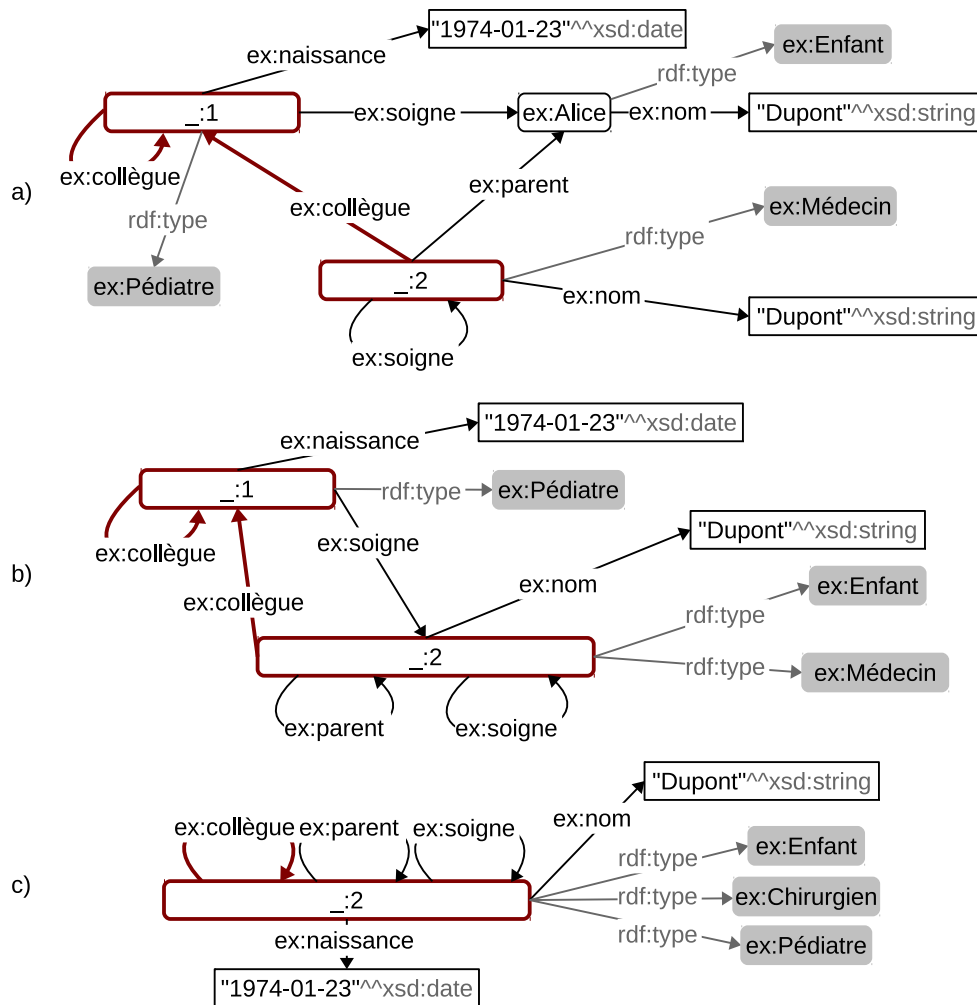 "1974-01-23"^^xsd:date
ex:Enfant
ex:naissance
rdf:type
_:1
ex:soigne
ex:Alice
ex:nom
"Dupont"^^xsd:string
ex:collègue
ex:parent
a)
ex:collègue
ex:Médecin
rdf:type
rdf:type
ex:Pédiatre
_:2
ex:nom
"Dupont"^^xsd:string
ex:soigne
"1974-01-23"^^xsd:date
ex:naissance
_:1
rdf:type
ex:Pédiatre
ex:soigne
"Dupont"^^xsd:string
ex:collègue
b)
ex:nom
ex:Enfant
ex:collègue
rdf:type
_:2
rdf:type
ex:Médecin
ex:parent
ex:soigne
"Dupont"^^xsd:string
ex:collègue
ex:parent
ex:soigne
ex:nom
rdf:type
ex:Enfant
c)
_:2
rdf:type
ex:Chirurgien
rdf:type
ex:Pédiatre
ex:naissance
"1974-01-23"^^xsd:date